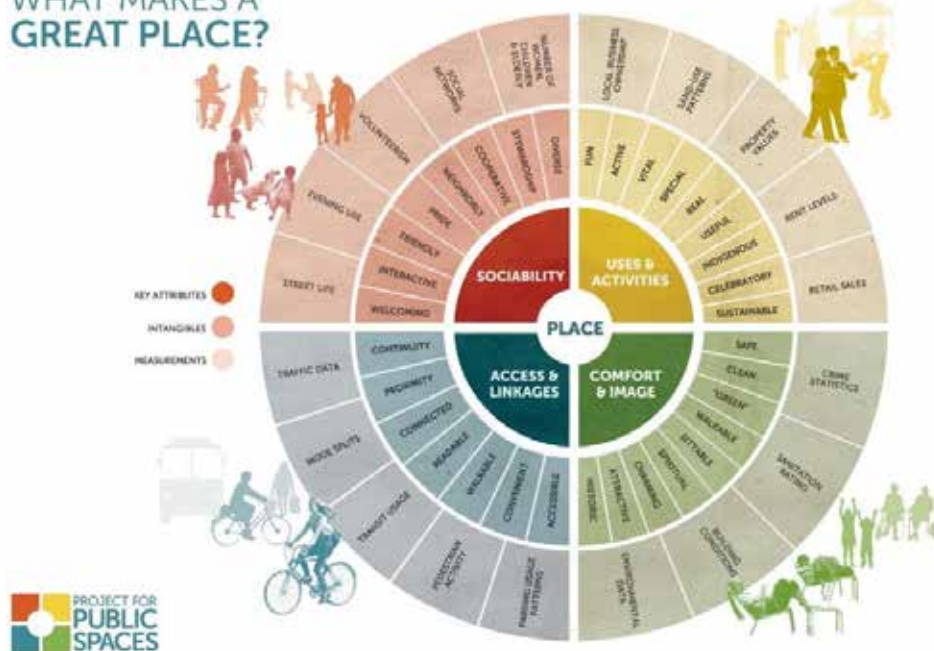 WHAT MAKES A
GREAT PLACE?
KEY ATTRIBUTES
INTANGIBLES
MEASUREMENTS
PLACE
SOCIABILITY
USES &
ACTIVITIES
ACCESS &
LINKAGES
COMFORT
& IMAGE
DIVERSE
STEWARDSHIP
COOPERATIVE
NEIGHBORLY
PRIDE
FRIENDLY
INTERACTIVE
WELCOMING
NUMBER OF
WOMEN,
CHILDREN
& ELDERLY
SOCIAL
NETWORKS
VOLUNTEERISM
EVENING USE
STREET LIFE
FUN
ACTIVE
VITAL
SPECIAL
REAL
USEFUL
INDIGENOUS
CELEBRATORY
SUSTAINABLE
LOCAL BUSINESS
OWNERSHIP
LAND-USE
PATTERNS
PROPERTY
VALUES
RENT LEVELS
RETAIL SALES
CONTINUITY
PROXIMITY
CONNECTED
READABLE
WALKABLE
CONVENIENT
ACCESSIBLE
TRAFFIC DATA
MODE SPLITS
TRANSIT USAGE
PEDESTRIAN
ACTIVITY
PARKING USAGE
PATTERNS
SAFE
CLEAN
"GREEN"
WALKABLE
SITTABLE
SPIRITUAL
CHARMING
ATTRACTIVE
HISTORIC
CRIME
STATISTICS
SANITATION
RATING
BUILDING
CONDITIONS
ENVIRONMENTAL
DATA
PROJECT FOR
PUBLIC
SPACES